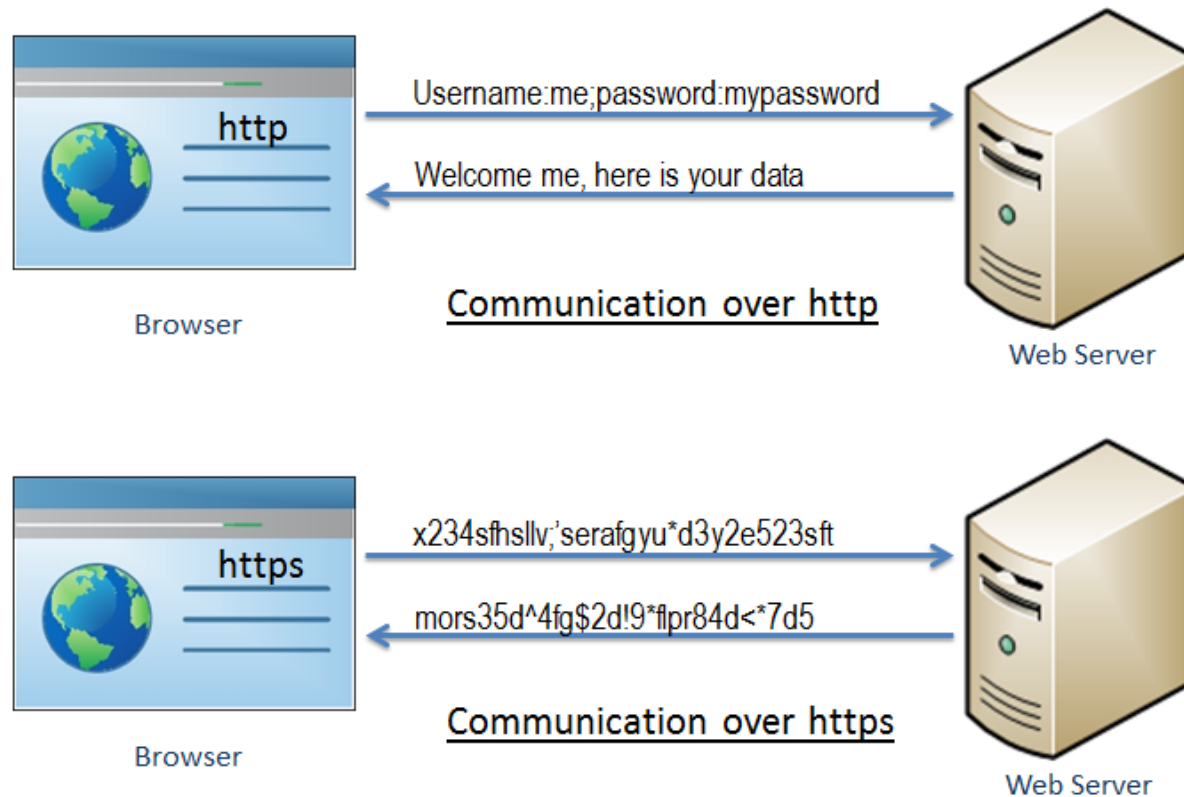 http
Username:me;password:mypassword
Welcome me, here is your data
Communication over http
Browser
Web Server
https
x234sfhsllv;’serafgyu*d3y2e523sft
mors35d^4fg$2d!9*flpr84d<*7d5
Communication over https
Browser
Web Server